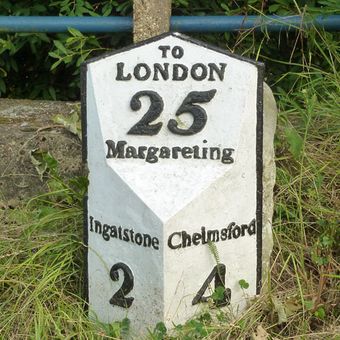 TO
LONDON
25
Margareting
Ingatstone
2
Chelmsford
4